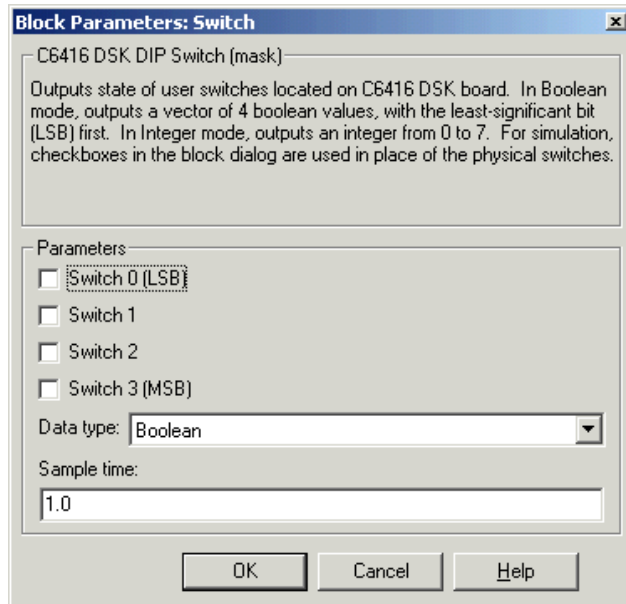 Block Parameters: Switch
C6416 DSK DIP Switch (mask)
Outputs state of user switches located on C6416 DSK board. In Boolean
mode, outputs a vector of 4 boolean values, with the least-significant bit
(LSB) first. In Integer mode, outputs an integer from 0 to 7. For simulation,
checkboxes in the block dialog are used in place of the physical switches.
Parameters
Switch 0 (LSB)
Switch 1
Switch 2
Switch 3 (MSB)
Data type: Boolean
Sample time:
1.0
OK Cancel Help